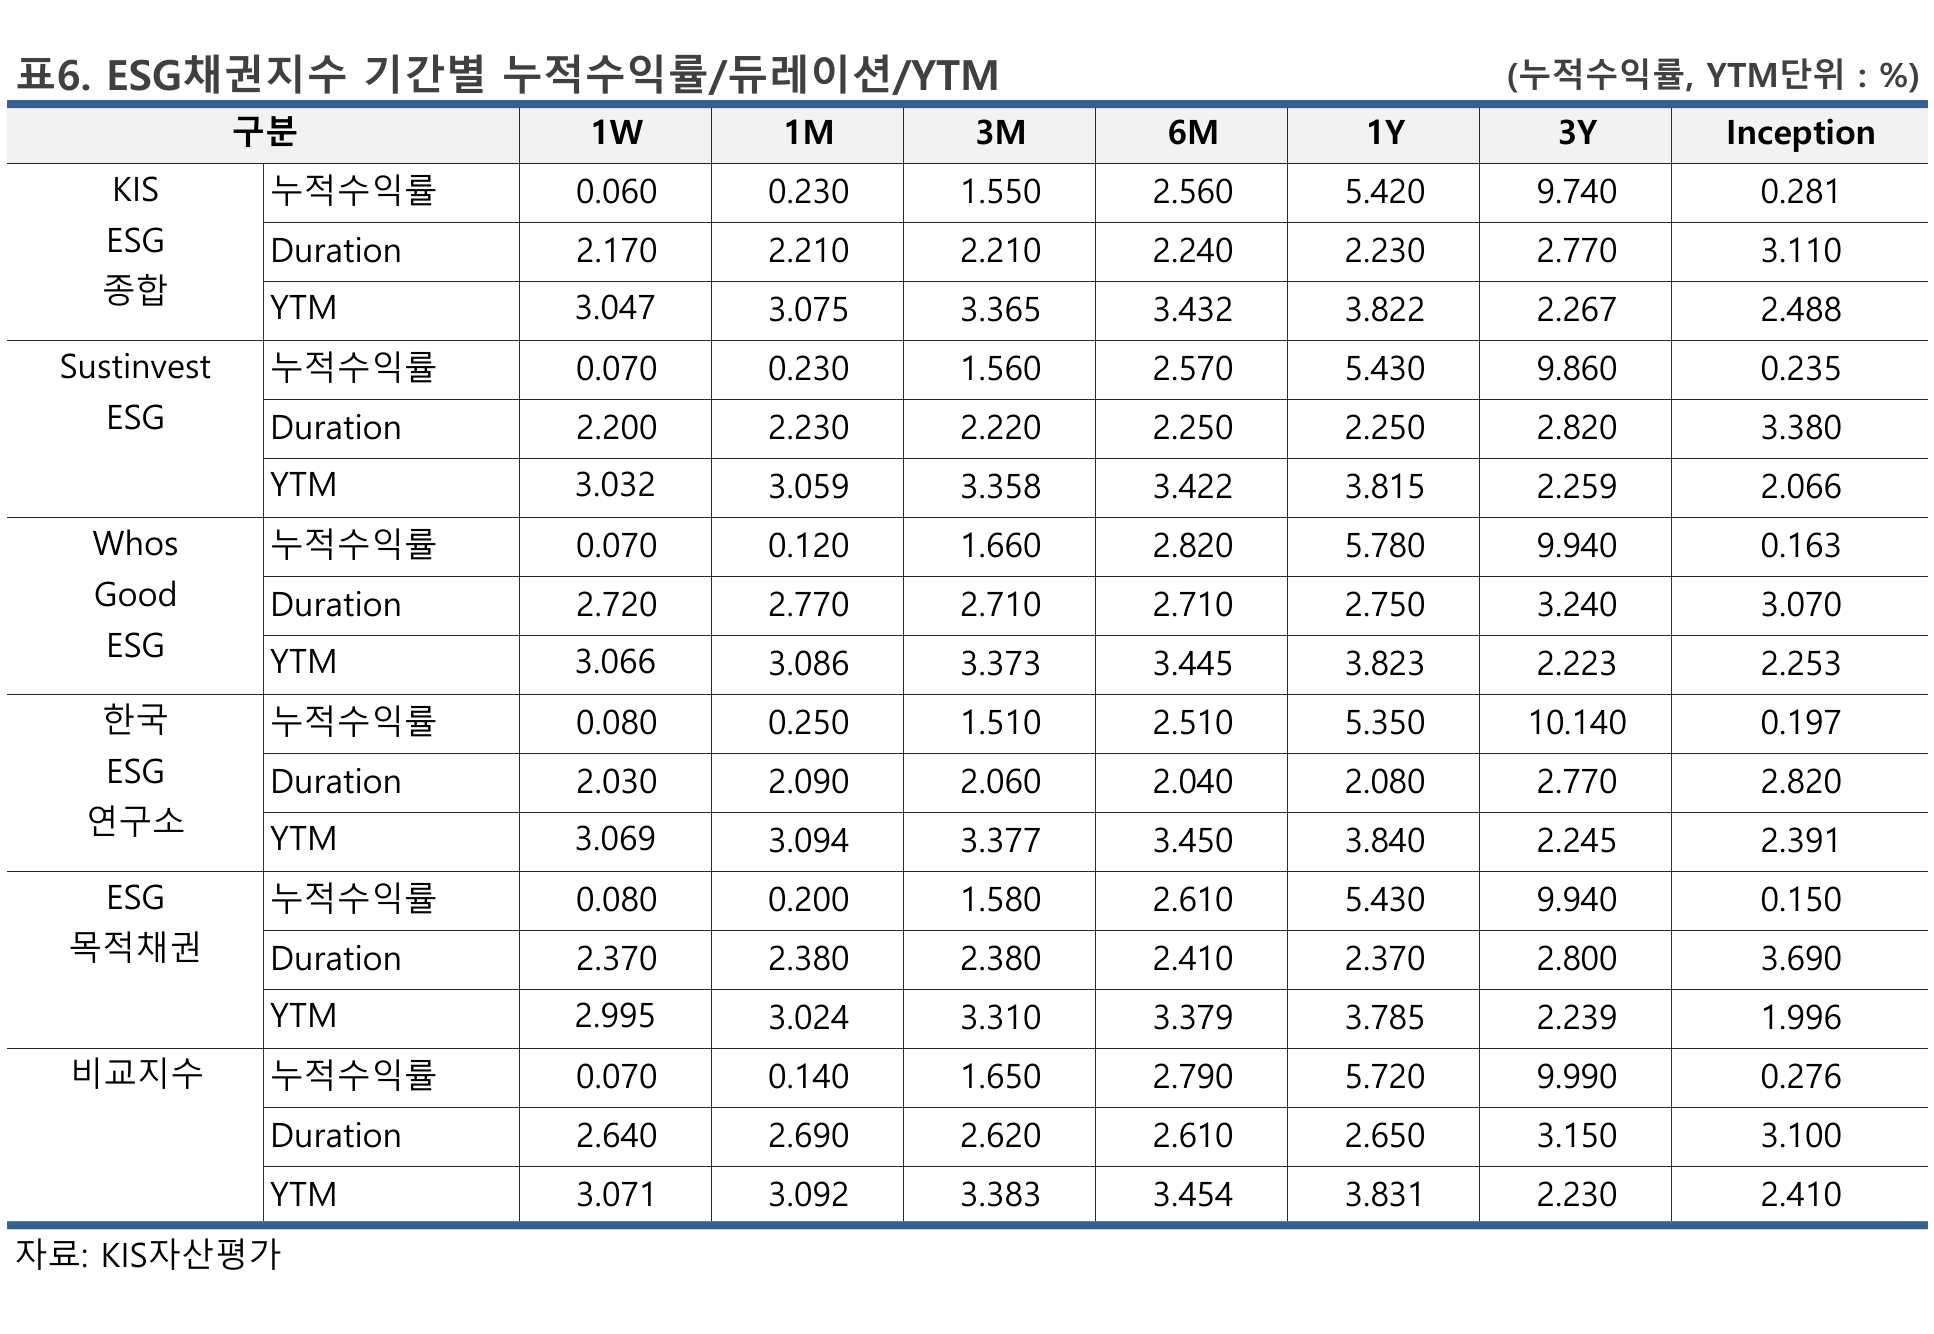 표6. ESG채권지수 기간별 누적수익률/듀레이션/YTM (누적수익률, YTM단위 : %)
구분 1W 1M 3M 6M 1Y 3Y Inception
KIS ESG 종합 누적수익률 0.060 0.230 1.550 2.560 5.420 9.740 0.281
Duration 2.170 2.210 2.210 2.240 2.230 2.770 3.110
YTM 3.047 3.075 3.365 3.432 3.822 2.267 2.488
Sustinvest ESG 누적수익률 0.070 0.230 1.560 2.570 5.430 9.860 0.235
Duration 2.200 2.230 2.220 2.250 2.250 2.820 3.380
YTM 3.032 3.059 3.358 3.422 3.815 2.259 2.066
Whos Good ESG 누적수익률 0.070 0.120 1.660 2.820 5.780 9.940 0.163
Duration 2.720 2.770 2.710 2.710 2.750 3.240 3.070
YTM 3.066 3.086 3.373 3.445 3.823 2.223 2.253
한국 ESG 연구소 누적수익률 0.080 0.250 1.510 2.510 5.350 10.140 0.197
Duration 2.030 2.090 2.060 2.040 2.080 2.770 2.820
YTM 3.069 3.094 3.377 3.450 3.840 2.245 2.391
ESG 목적채권 누적수익률 0.080 0.200 1.580 2.610 5.430 9.940 0.150
Duration 2.370 2.380 2.380 2.410 2.370 2.800 3.690
YTM 2.995 3.024 3.310 3.379 3.785 2.239 1.996
비교지수 누적수익률 0.070 0.140 1.650 2.790 5.720 9.990 0.276
Duration 2.640 2.690 2.620 2.610 2.650 3.150 3.100
YTM 3.071 3.092 3.383 3.454 3.831 2.230 2.410
자료: KIS자산평가